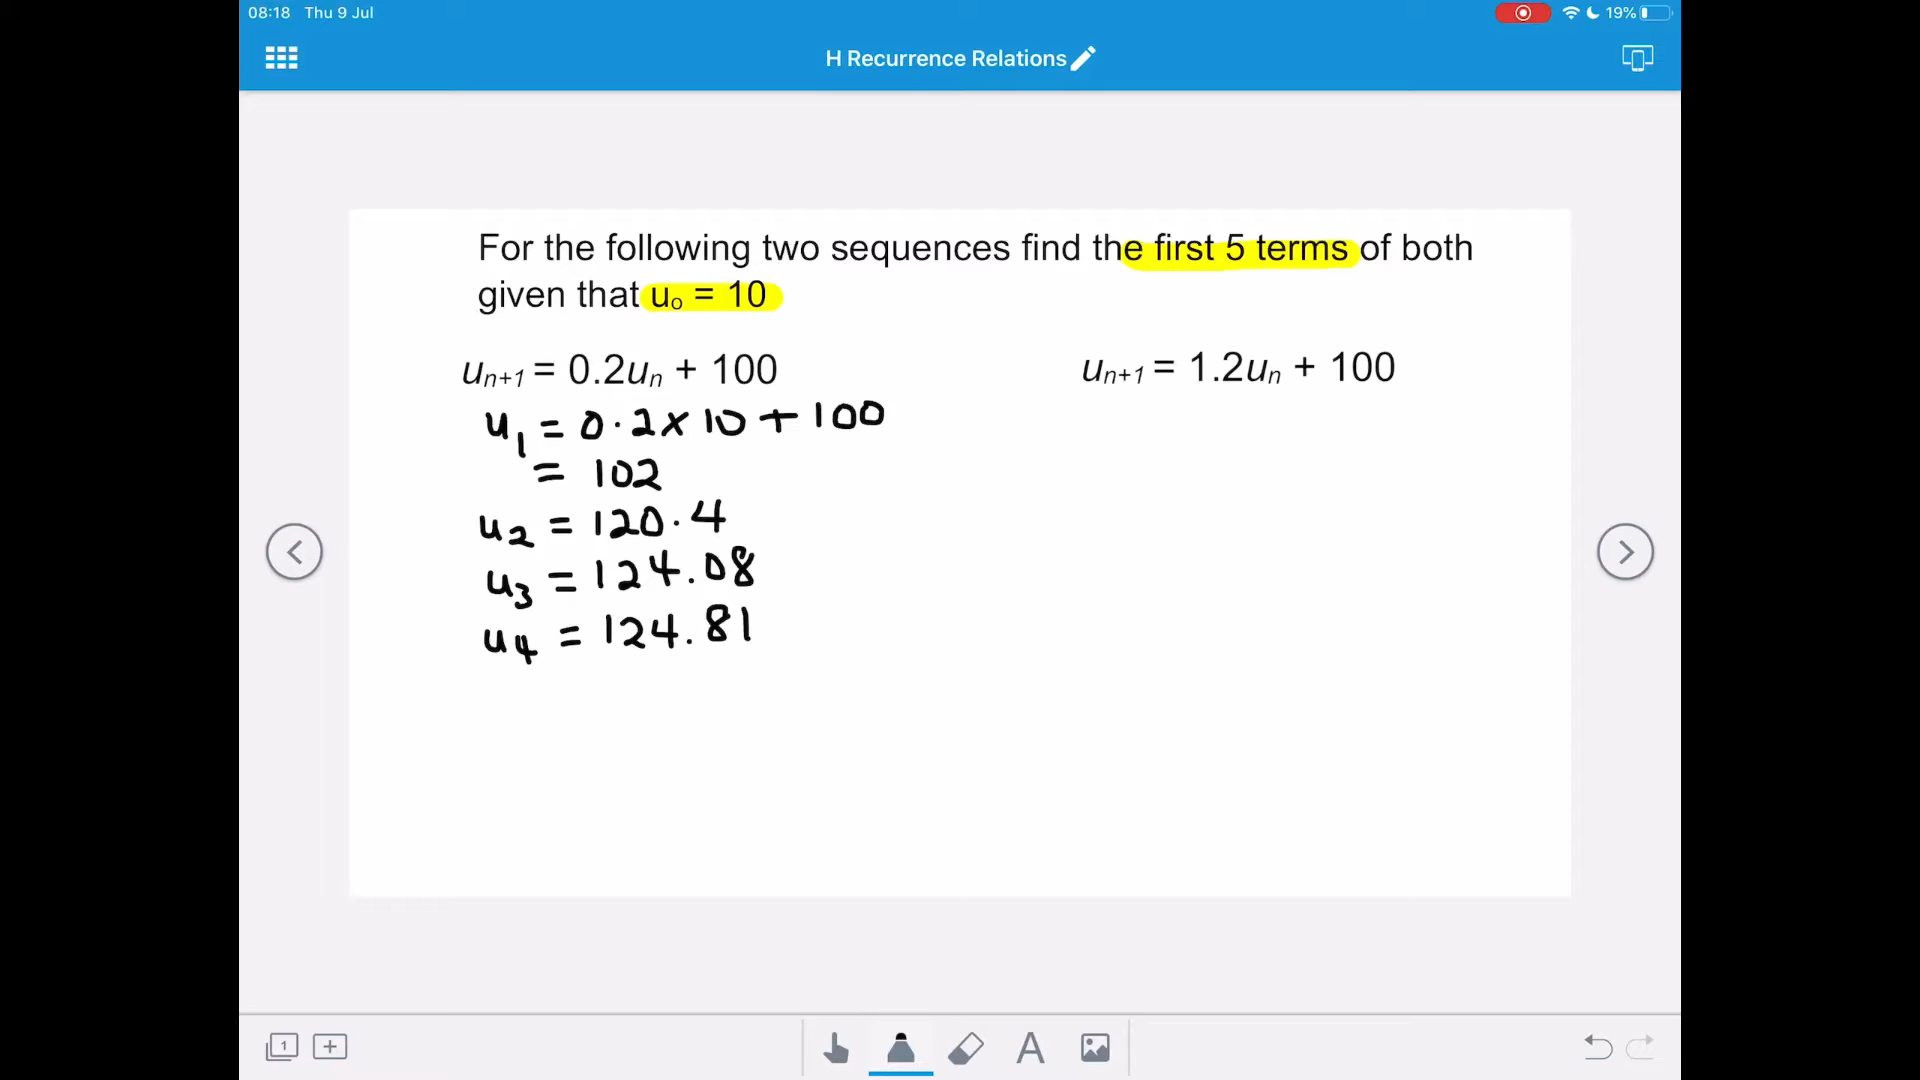 08:18 Thu 9 Jul
19%
H Recurrence Relations
For the following two sequences find the first 5 terms of both
given that u₀ = 10
uₙ₊₁ = 0.2uₙ + 100
uₙ₊₁ = 1.2uₙ + 100
u₁ = 0.2 × 10 + 100
= 102
u₂ = 120.4
u₃ = 124.08
u₄ = 124.81
1
A